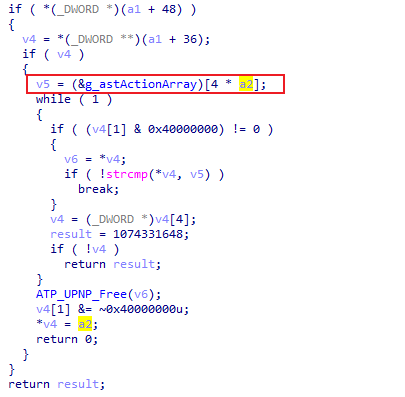 if ( *(_DWORD *)(a1 + 48) )
{
v4 = *(_DWORD **)(a1 + 36);
if ( v4 )
{
v5 = (&g_astActionArray)[4 * a2];
while ( 1 )
{
if ( (v4[1] & 0x40000000) != 0 )
{
v6 = *v4;
if ( !strcmp(*v4, v5) )
break;
}
v4 = (_DWORD *)v4[4];
result = 1074331648;
if ( !v4 )
return result;
}
ATP_UPNP_Free(v6);
v4[1] &= ~0x40000000u;
*v4 = a2;
return 0;
}
}
return result;